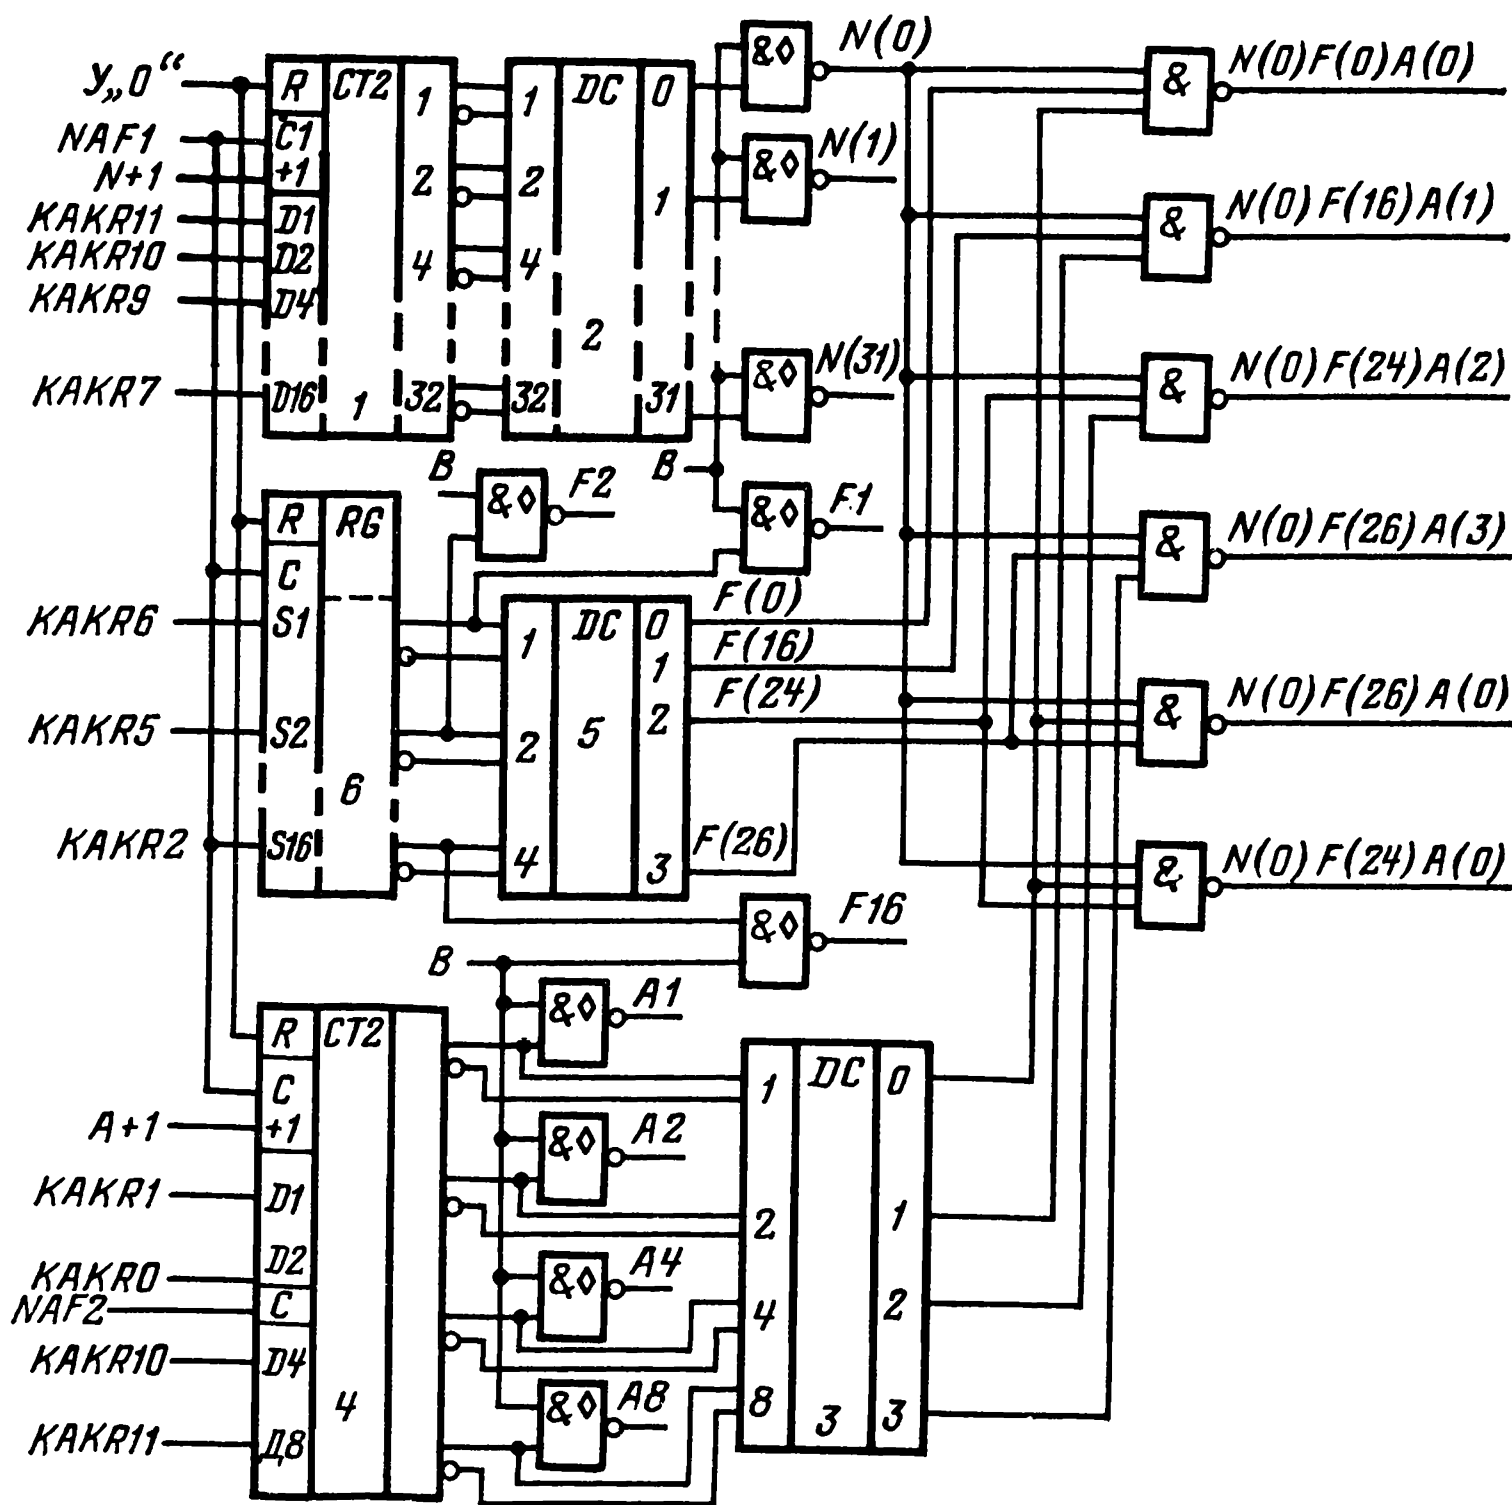 У„0“
NAF1
N+1
KAKR11
KAKR10
KAKR9
KAKR7
R
C1
+1
D1
D2
D4
D16
CT2
1
1
2
4
32
1
2
4
32
DC
2
0
1
31
&◊
N(0)
&◊
N(1)
&◊
N(31)
B
B
&◊
F2
&◊
F1
KAKR6
KAKR5
KAKR2
R
C
S1
S2
S16
RG
6
1
2
4
DC
5
0
1
2
3
F(0)
F(16)
F(24)
F(26)
&◊
F16
B
&◊
A1
&◊
A2
&◊
A4
&◊
A8
A+1
KAKR1
KAKR0
NAF2
KAKR10
KAKR11
R
C
+1
D1
D2
C
D4
Д8
CT2
4
1
2
4
8
DC
3
0
1
2
3
&
N(0)F(0)A(0)
&
N(0)F(16)A(1)
&
N(0)F(24)A(2)
&
N(0)F(26)A(3)
&
N(0)F(26)A(0)
&
N(0)F(24)A(0)